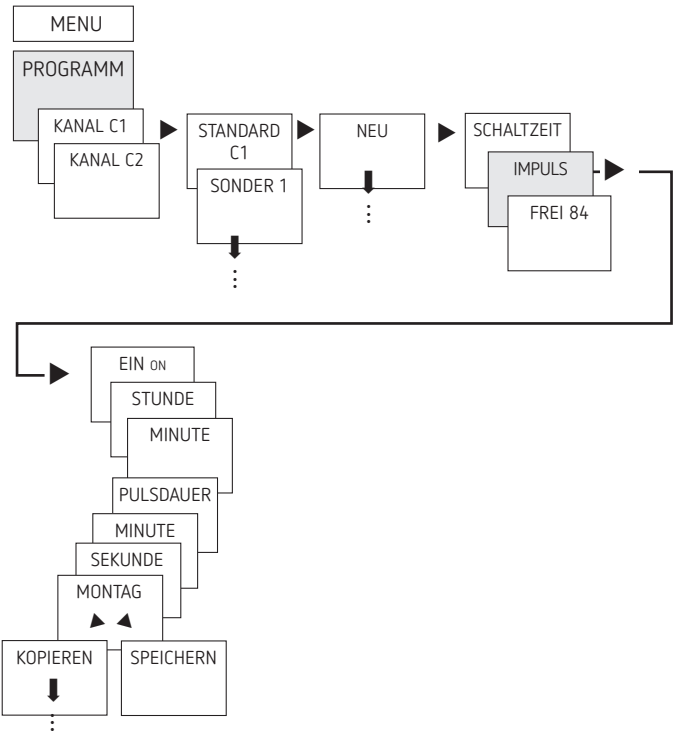 MENU
PROGRAMM
KANAL C1
KANAL C2
STANDARD
C1
SONDER 1
NEU
SCHALTZEIT
IMPULS
FREI 84
EIN ON
STUNDE
MINUTE
PULSDAUER
MINUTE
SEKUNDE
MONTAG
KOPIEREN
SPEICHERN